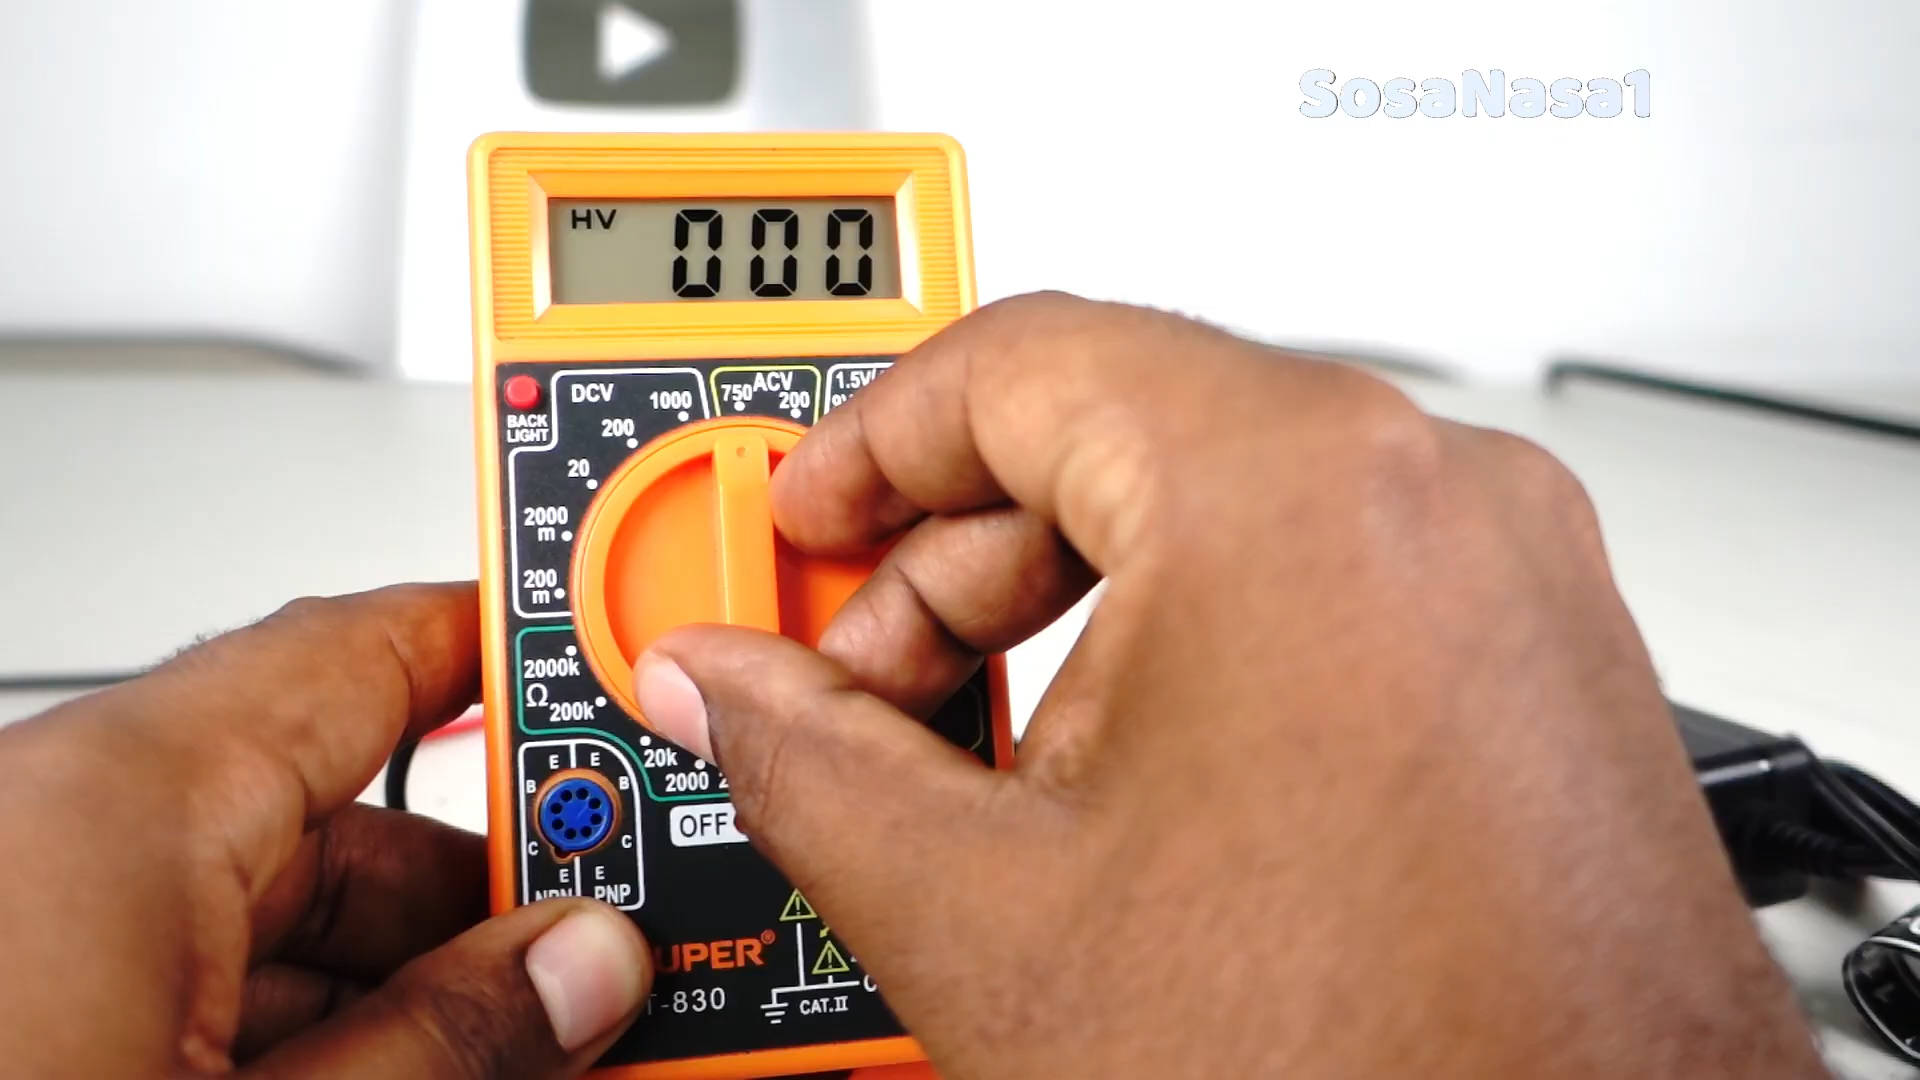 SosaNasa1
HV 000
DCV
1000
750
ACV
200
1.5V
BACK
LIGHT
200
20
2000
m
200
m
2000k
Ω
200k
20k
2000
OFF
E E
B B
C C
E E
NPN PNP
UPER®
T-830
CAT.II